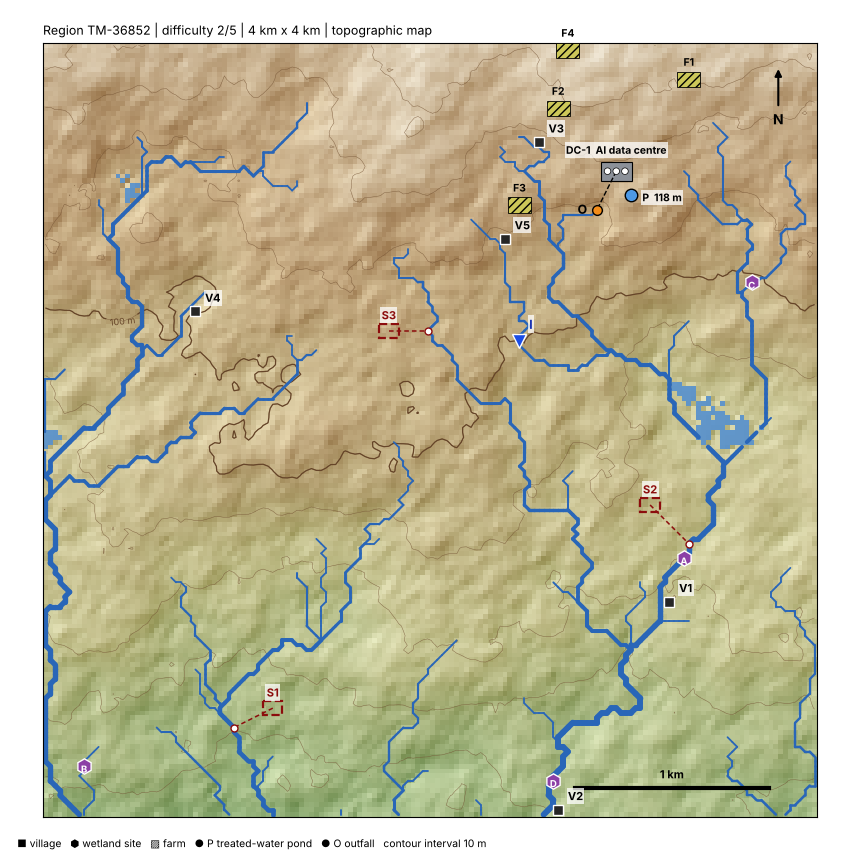 Region TM-36852 | difficulty 2/5 | 4 km x 4 km | topographic map
F4
F1
F2
V3
N
DC-1 AI data centre
F3
O
P 118 m
V5
C
V4
S3
I
100 m
S2
A
V1
S1
B
1 km
D
V2
village
wetland site
farm
P treated-water pond
O outfall
contour interval 10 m